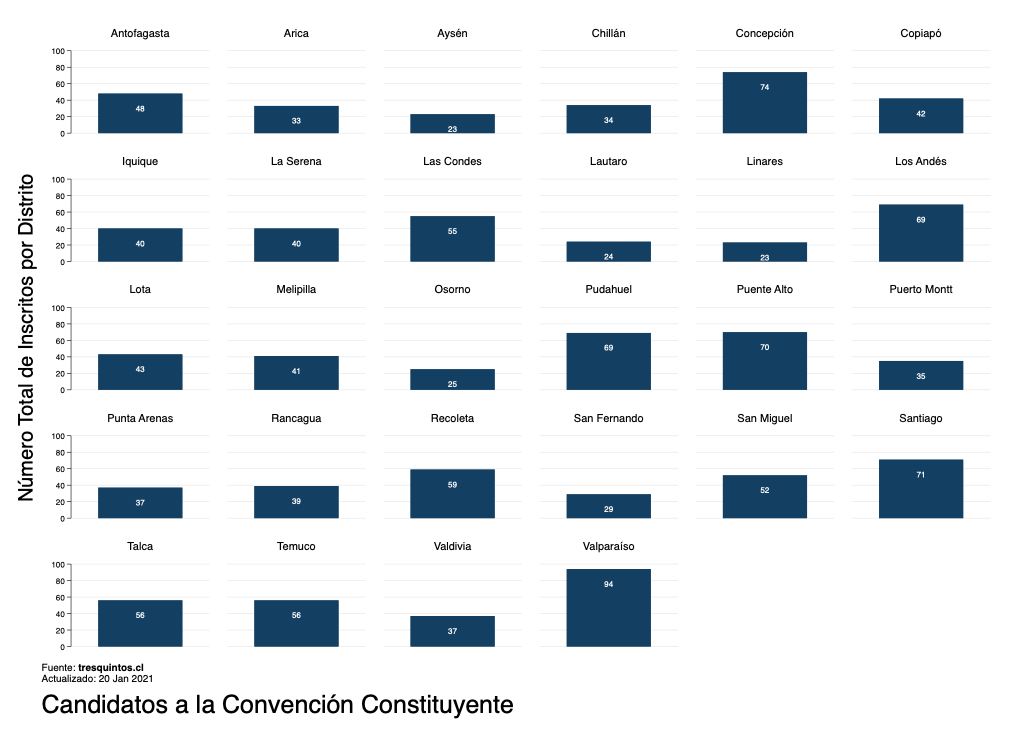 Número Total de Inscritos por Distrito
Antofagasta Arica Aysén Chillán Concepción Copiapó
100
80
60
40
20
0
48 33 23 34 74 42
Iquique La Serena Las Condes Lautaro Linares Los Andés
100
80
60
40
20
0
40 40 55 24 23 69
Lota Melipilla Osorno Pudahuel Puente Alto Puerto Montt
100
80
60
40
20
0
43 41 25 69 70 35
Punta Arenas Rancagua Recoleta San Fernando San Miguel Santiago
100
80
60
40
20
0
37 39 59 29 52 71
Talca Temuco Valdivia Valparaíso
100
80
60
40
20
0
56 56 37 94
Fuente: tresquintos.cl
Actualizado: 20 Jan 2021
Candidatos a la Convención Constituyente